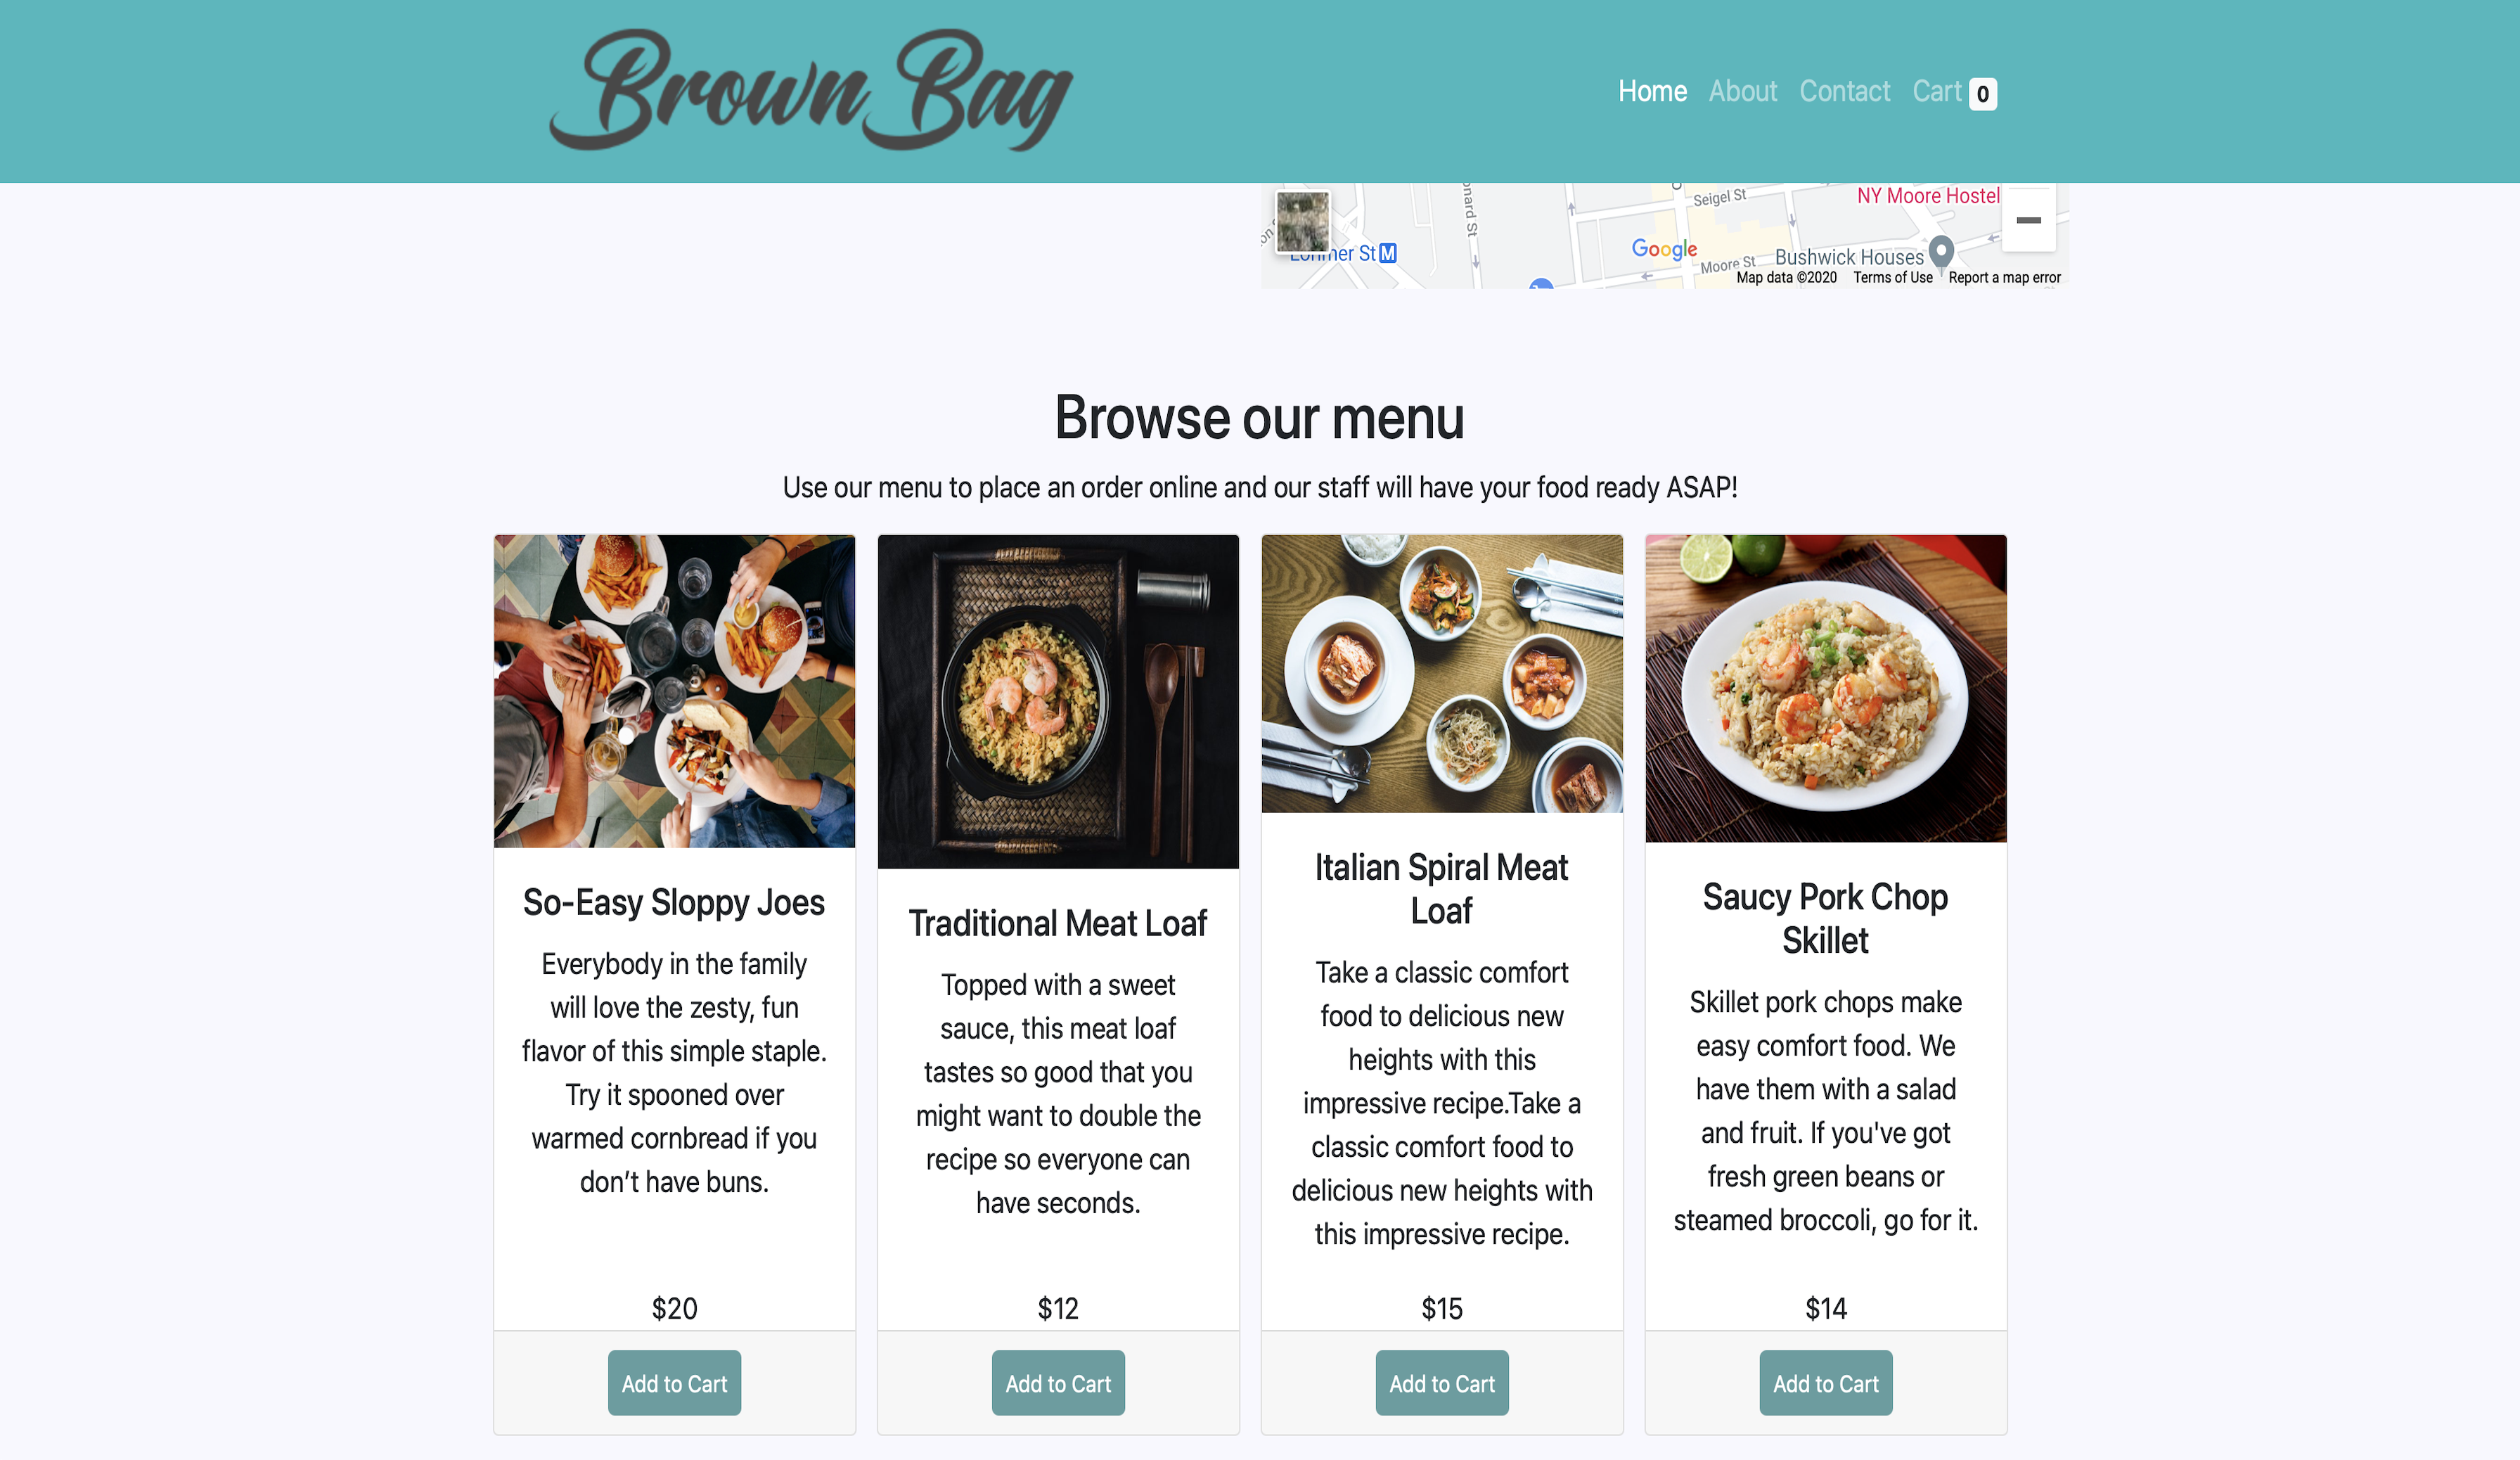 Brown Bag
Home About Contact Cart 0
Seigel St
NY Moore Hostel
Lorimer St M
Google
Moore St
Bushwick Houses
Map data ©2020 Terms of Use Report a map error
Browse our menu
Use our menu to place an order online and our staff will have your food ready ASAP!
So-Easy Sloppy Joes
Everybody in the family
will love the zesty, fun
flavor of this simple staple.
Try it spooned over
warmed cornbread if you
don’t have buns.
$20
Add to Cart
Traditional Meat Loaf
Topped with a sweet
sauce, this meat loaf
tastes so good that you
might want to double the
recipe so everyone can
have seconds.
$12
Add to Cart
Italian Spiral Meat
Loaf
Take a classic comfort
food to delicious new
heights with this
impressive recipe.Take a
classic comfort food to
delicious new heights with
this impressive recipe.
$15
Add to Cart
Saucy Pork Chop
Skillet
Skillet pork chops make
easy comfort food. We
have them with a salad
and fruit. If you've got
fresh green beans or
steamed broccoli, go for it.
$14
Add to Cart